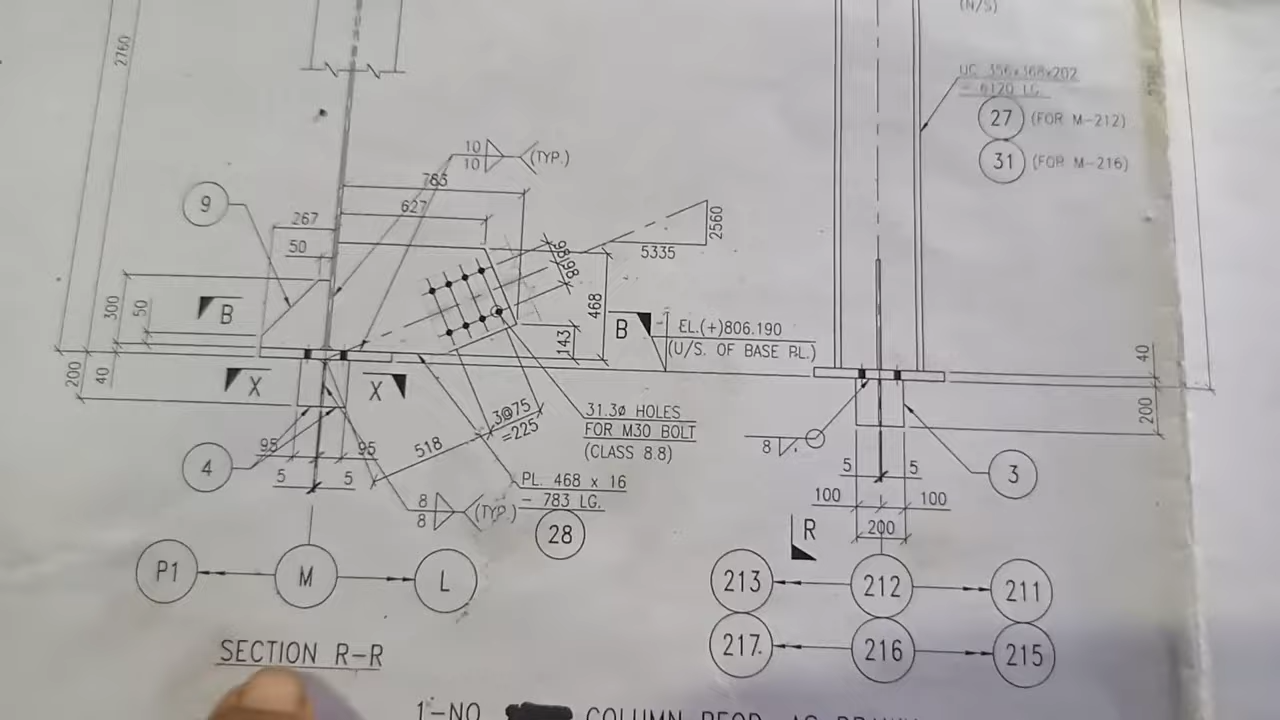 (N/S)
2760
UC 356x368x202
- 6120 LG.
27 (FOR M-212)
31 (FOR M-216)
10
10
(TYP.)
9
627
267
50
2560
5335
9868
468
143
300
50
B
B
EL.(+)806.190
(U/S. OF BASE PL.)
40
200
40
200
X
X
31.3ø HOLES
FOR M30 BOLT
(CLASS 8.8)
3@75
=225
518
95
95
5
5
4
8
8
(TYP.)
PL. 468 x 16
- 783 LG.
28
8
3
5
5
100
100
200
R
P1
M
L
213
212
211
217.
216
215
SECTION R-R
1-NO